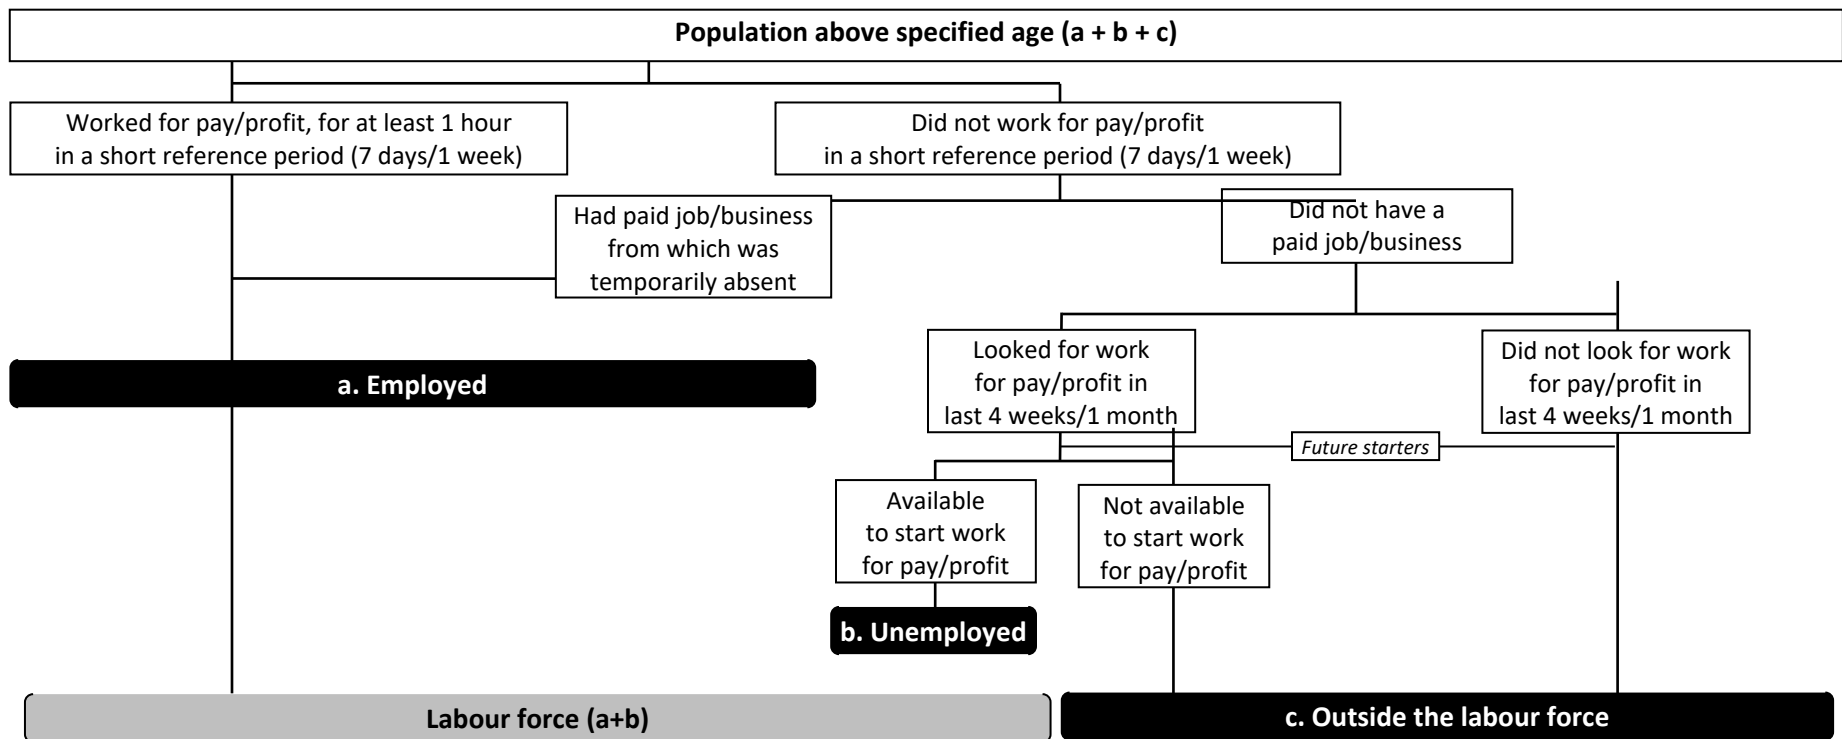 Population above specified age (a + b + c)
Worked for pay/profit, for at least 1 hour
in a short reference period (7 days/1 week)
Did not work for pay/profit
in a short reference period (7 days/1 week)
Had paid job/business
from which was
temporarily absent
Did not have a
paid job/business
Looked for work
for pay/profit in
last 4 weeks/1 month
Did not look for work
for pay/profit in
last 4 weeks/1 month
a. Employed
Future starters
Available
to start work
for pay/profit
Not available
to start work
for pay/profit
b. Unemployed
Labour force (a+b)
c. Outside the labour force